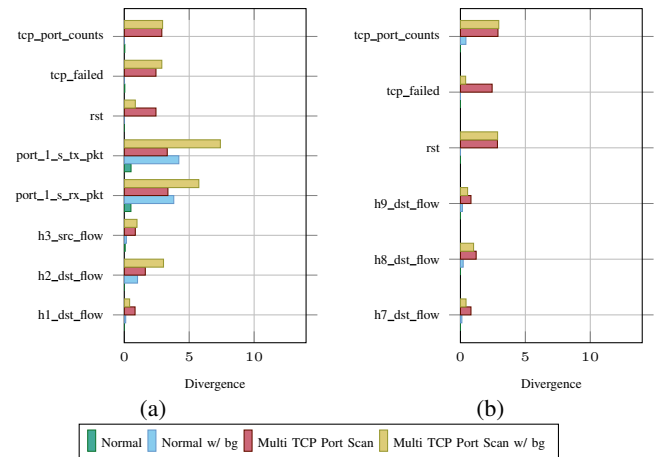 tcp_port_counts
tcp_failed
rst
port_1_s_tx_pkt
port_1_s_rx_pkt
h3_src_flow
h2_dst_flow
h1_dst_flow
0 5 10
Divergence
(a)
tcp_port_counts
tcp_failed
rst
h9_dst_flow
h8_dst_flow
h7_dst_flow
0 5 10
Divergence
(b)
Normal Normal w/ bg Multi TCP Port Scan Multi TCP Port Scan w/ bg